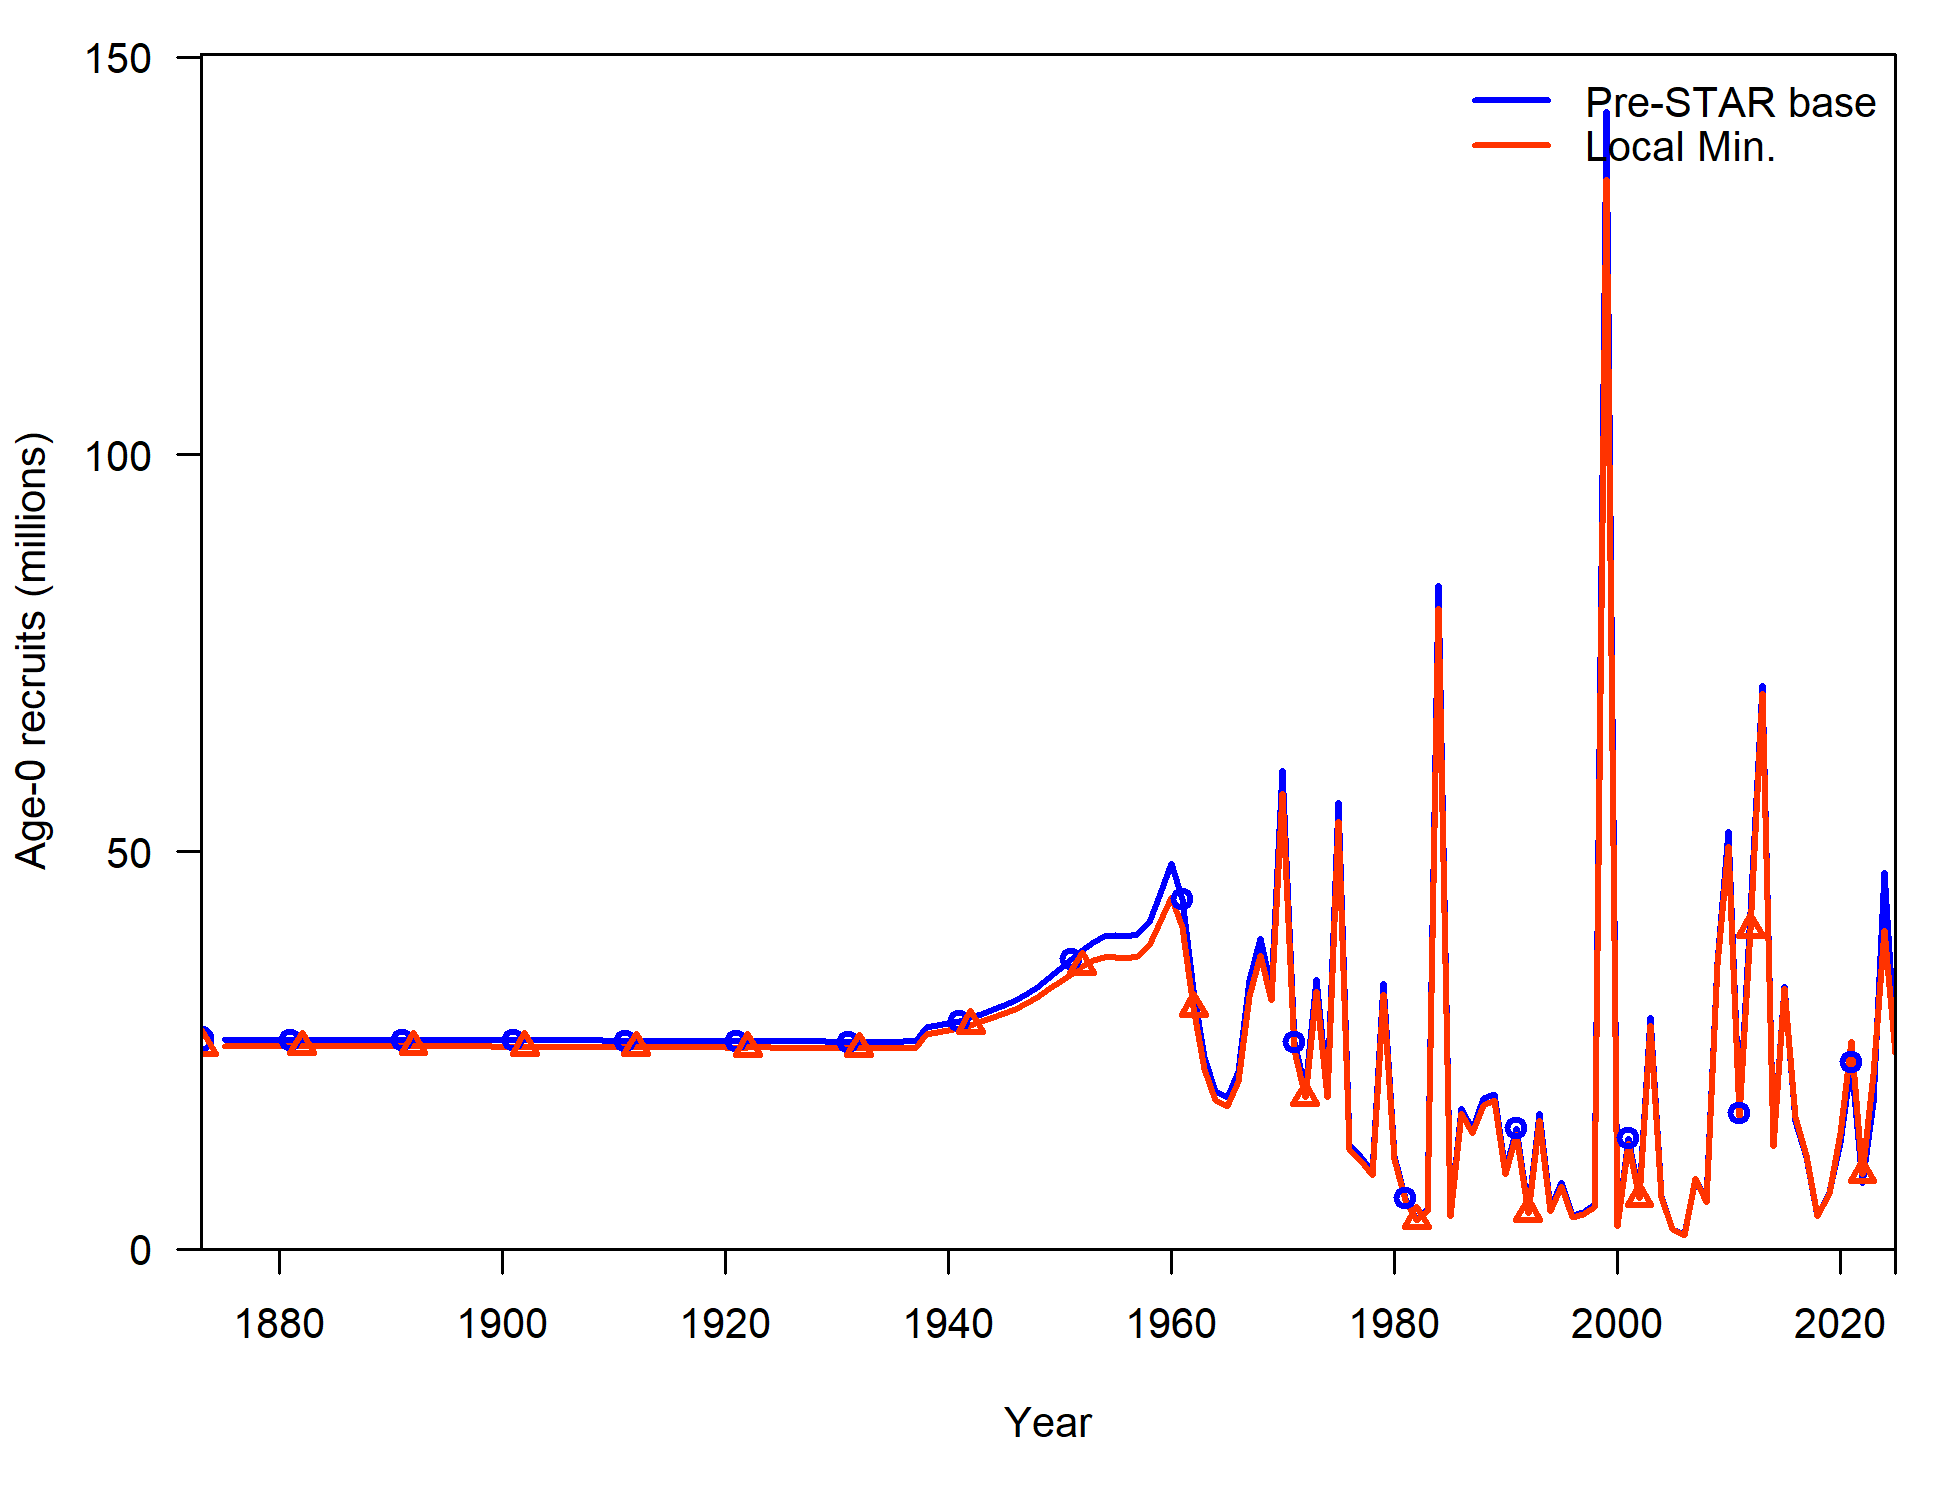 150
100
50
0
Age-0 recruits (millions)
Pre-STAR base
Local Min.
1880 1900 1920 1940 1960 1980 2000 2020
Year